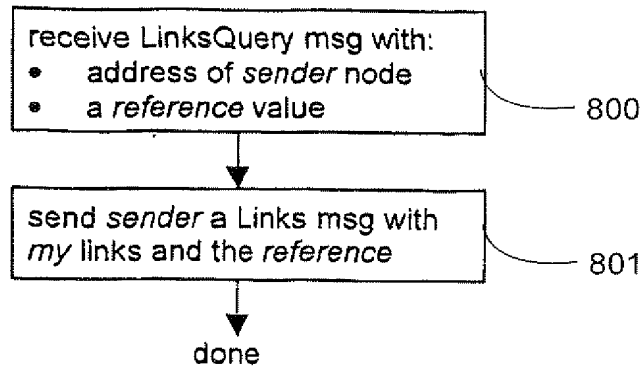 receive LinksQuery msg with:
• address of sender node
• a reference value
800
send sender a Links msg with
my links and the reference
801
done